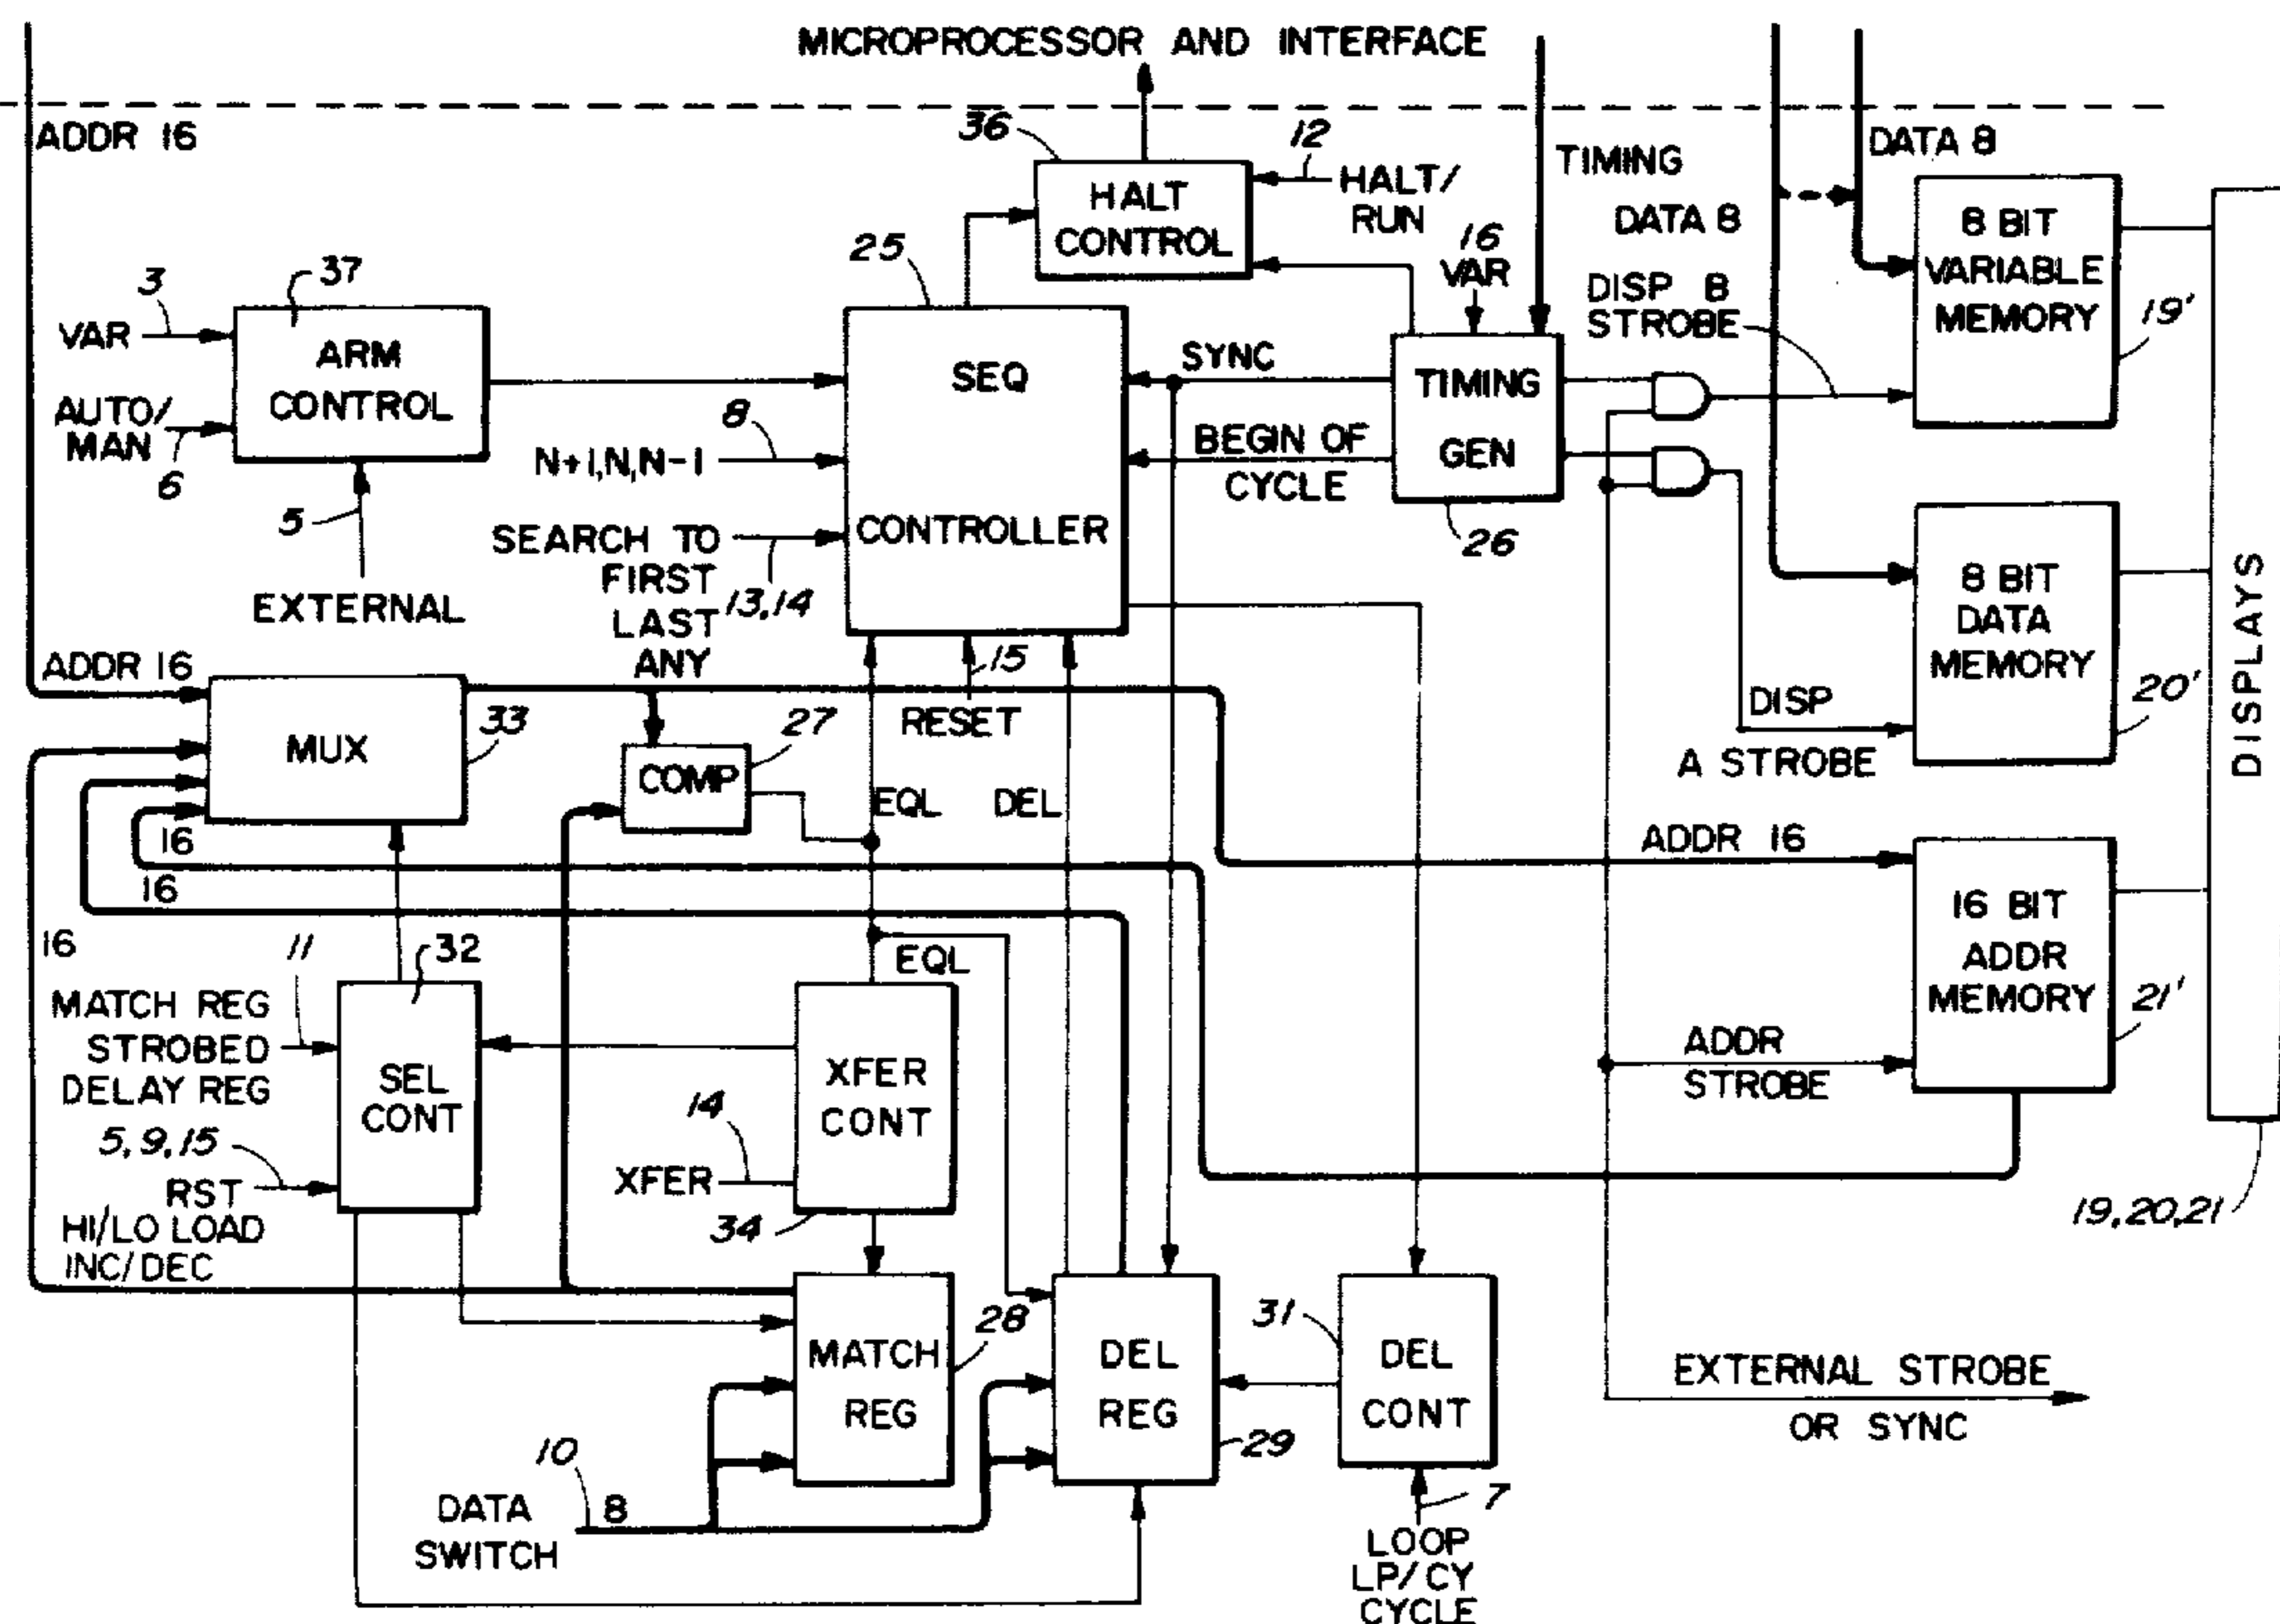 MICROPROCESSOR AND INTERFACE
ADDR 16
36
12
HALT CONTROL
HALT/
RUN
TIMING
DATA 8
DATA 8
8 BIT
VARIABLE
MEMORY
19'
25
16
VAR
DISP B
STROBE
3
37
VAR
ARM
CONTROL
AUTO/
MAN
6
5
EXTERNAL
SEQ
CONTROLLER
SYNC
BEGIN OF
CYCLE
TIMING
GEN
26
8
N+1,N,N-1
SEARCH TO
FIRST
LAST
ANY
13,14
15
RESET
8 BIT
DATA
MEMORY
20'
DISP
A STROBE
DISPLAYS
ADDR 16
MUX
33
27
COMP
EQL
DEL
16
16
16
ADDR 16
16 BIT
ADDR
MEMORY
21'
ADDR
STROBE
19,20,21
11
32
MATCH REG
STROBED
DELAY REG
SEL
CONT
5,9,15
RST
HI/LO LOAD
INC/DEC
EQL
XFER
CONT
14
XFER
34
MATCH
REG
28
DEL
REG
29
31
DEL
CONT
7
LOOP
LP/CY
CYCLE
10
DATA
SWITCH
8
EXTERNAL STROBE
OR SYNC